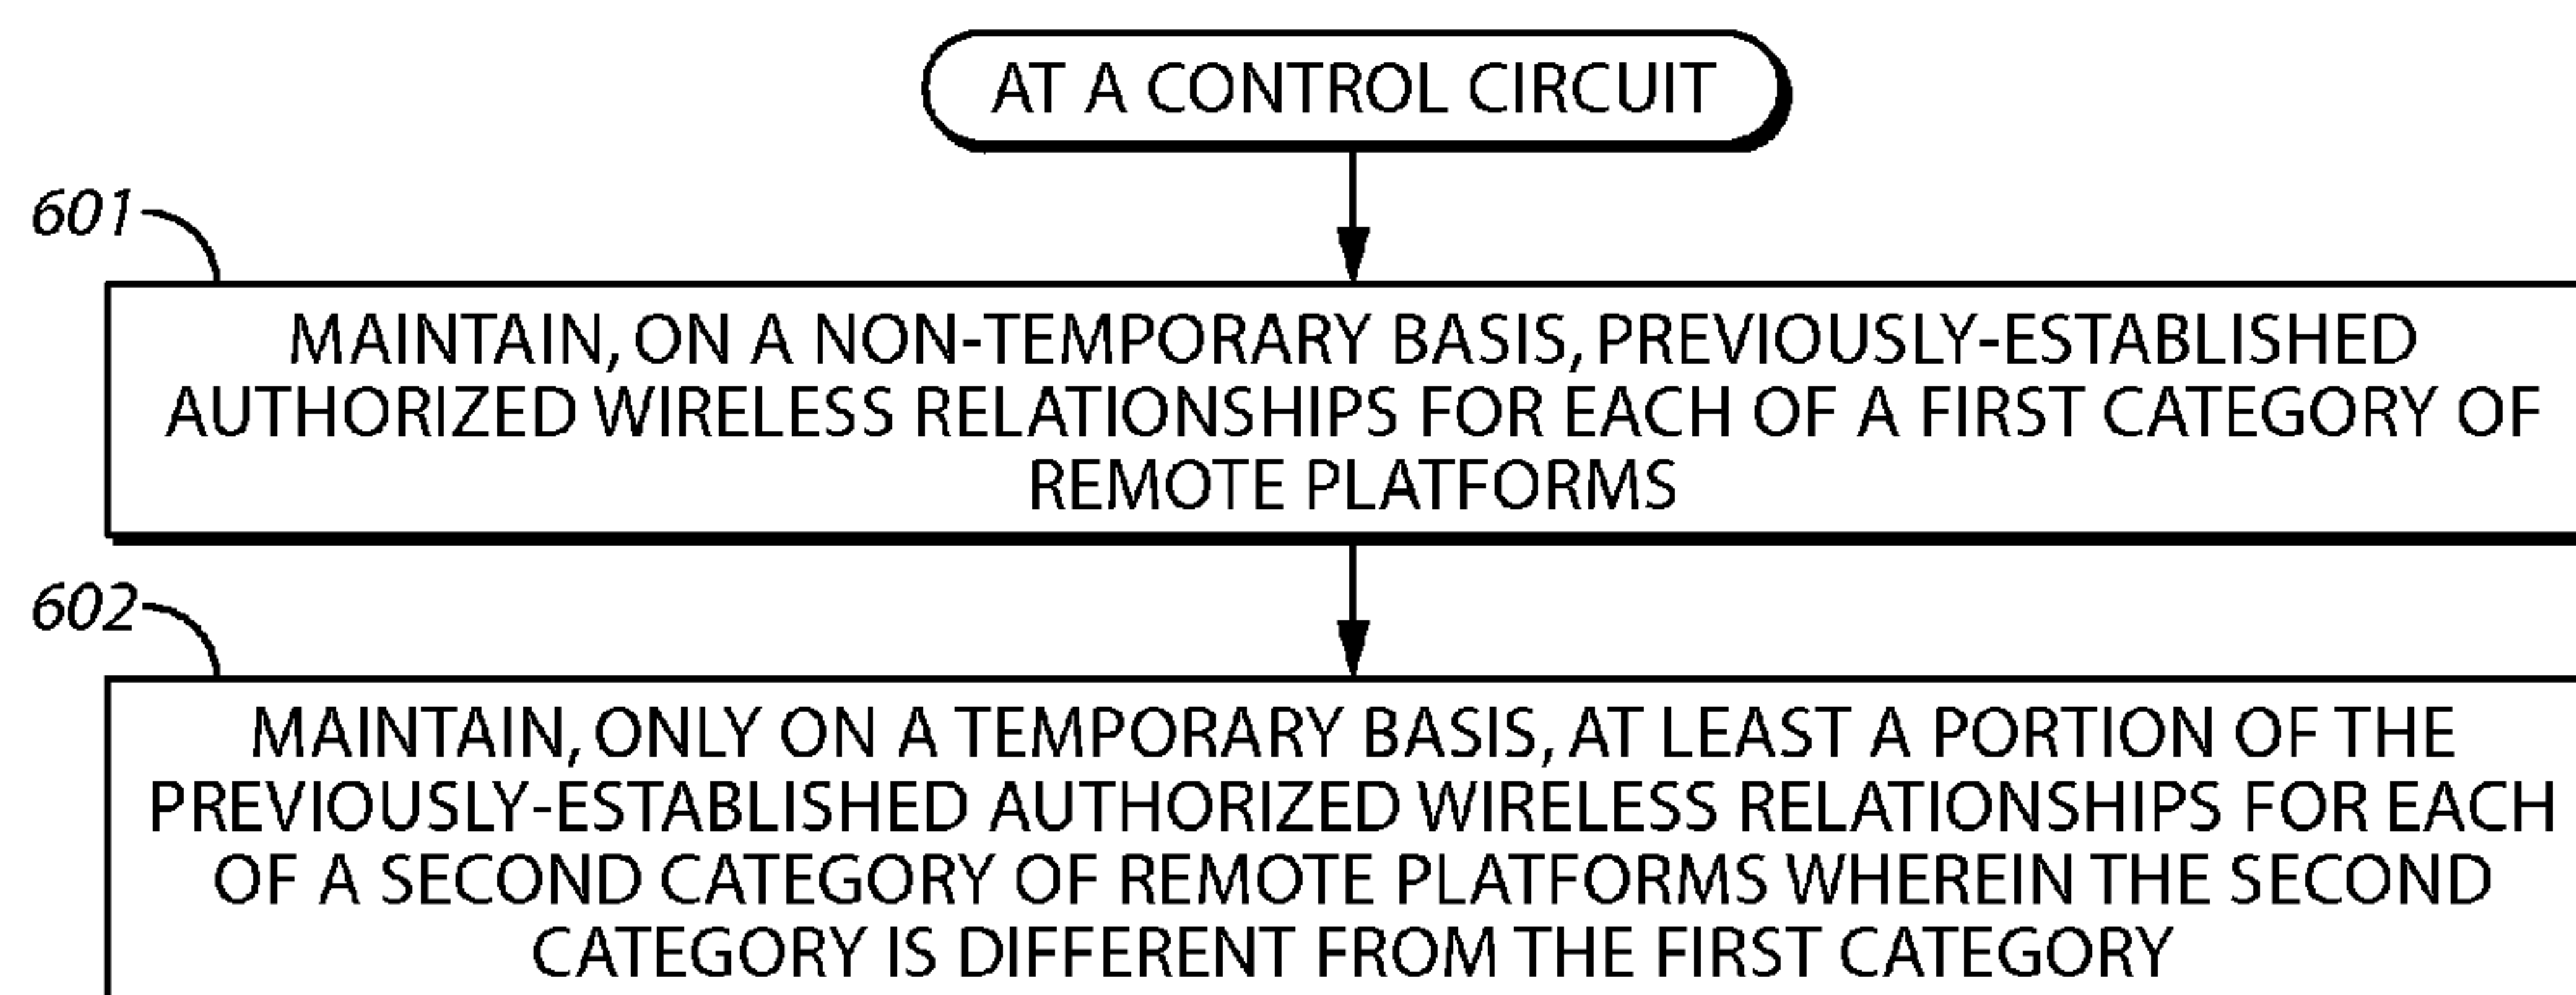 AT A CONTROL CIRCUIT
601
MAINTAIN, ON A NON-TEMPORARY BASIS, PREVIOUSLY-ESTABLISHED
AUTHORIZED WIRELESS RELATIONSHIPS FOR EACH OF A FIRST CATEGORY OF
REMOTE PLATFORMS
602
MAINTAIN, ONLY ON A TEMPORARY BASIS, AT LEAST A PORTION OF THE
PREVIOUSLY-ESTABLISHED AUTHORIZED WIRELESS RELATIONSHIPS FOR EACH
OF A SECOND CATEGORY OF REMOTE PLATFORMS WHEREIN THE SECOND
CATEGORY IS DIFFERENT FROM THE FIRST CATEGORY